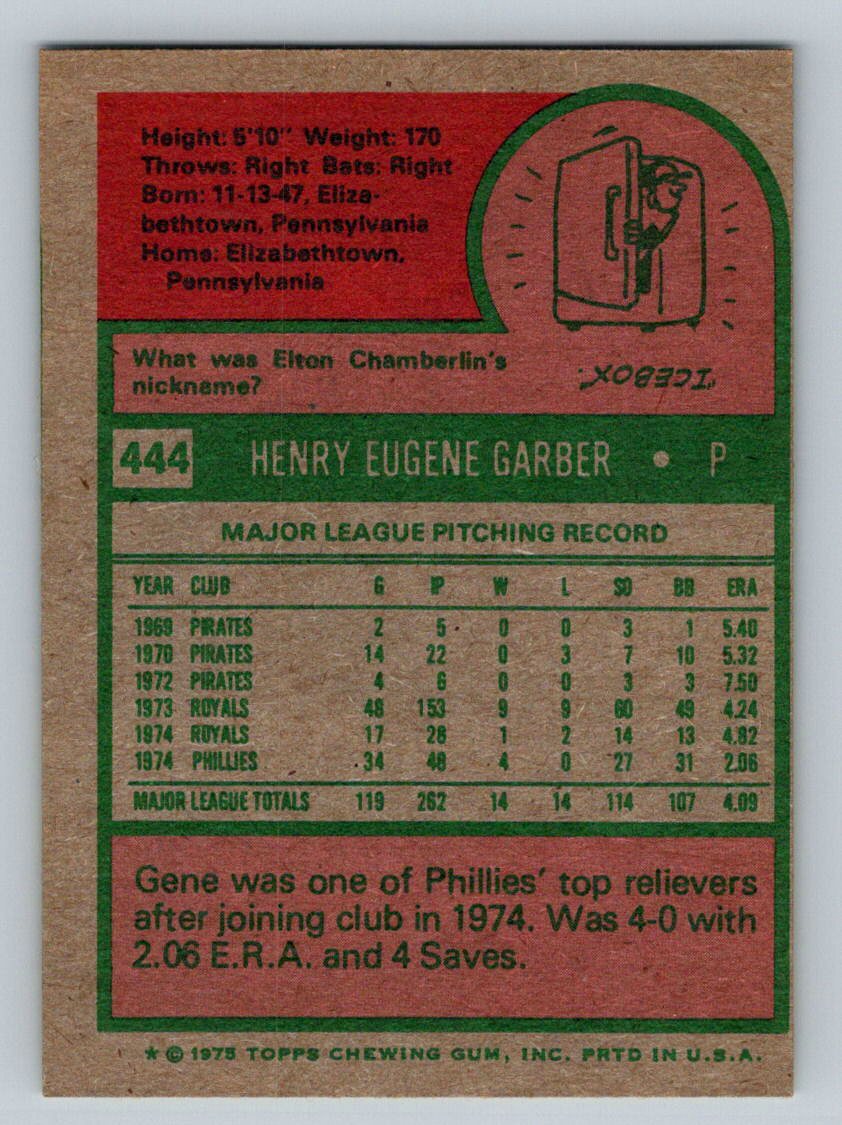 Height: 5'10" Weight: 170
Throws: Right Bats: Right
Born: 11-13-47, Eliza-
bethtown, Pennsylvania
Home: Elizabethtown,
Pennsylvania
What was Elton Chamberlin's
nickname?
"ICEBOX."
444 HENRY EUGENE GARBER • P
MAJOR LEAGUE PITCHING RECORD
YEAR CLUB G IP W L SO BB ERA
1969 PIRATES 2 5 0 0 3 1 5.40
1970 PIRATES 14 22 0 3 7 10 5.32
1972 PIRATES 4 6 0 0 3 3 7.50
1973 ROYALS 48 153 9 9 60 49 4.24
1974 ROYALS 17 28 1 2 14 13 4.82
1974 PHILLIES 34 48 4 0 27 31 2.06
MAJOR LEAGUE TOTALS 119 262 14 14 114 107 4.09
Gene was one of Phillies' top relievers
after joining club in 1974. Was 4-0 with
2.06 E.R.A. and 4 Saves.
* © 1975 TOPPS CHEWING GUM, INC. PRTD IN U.S.A.